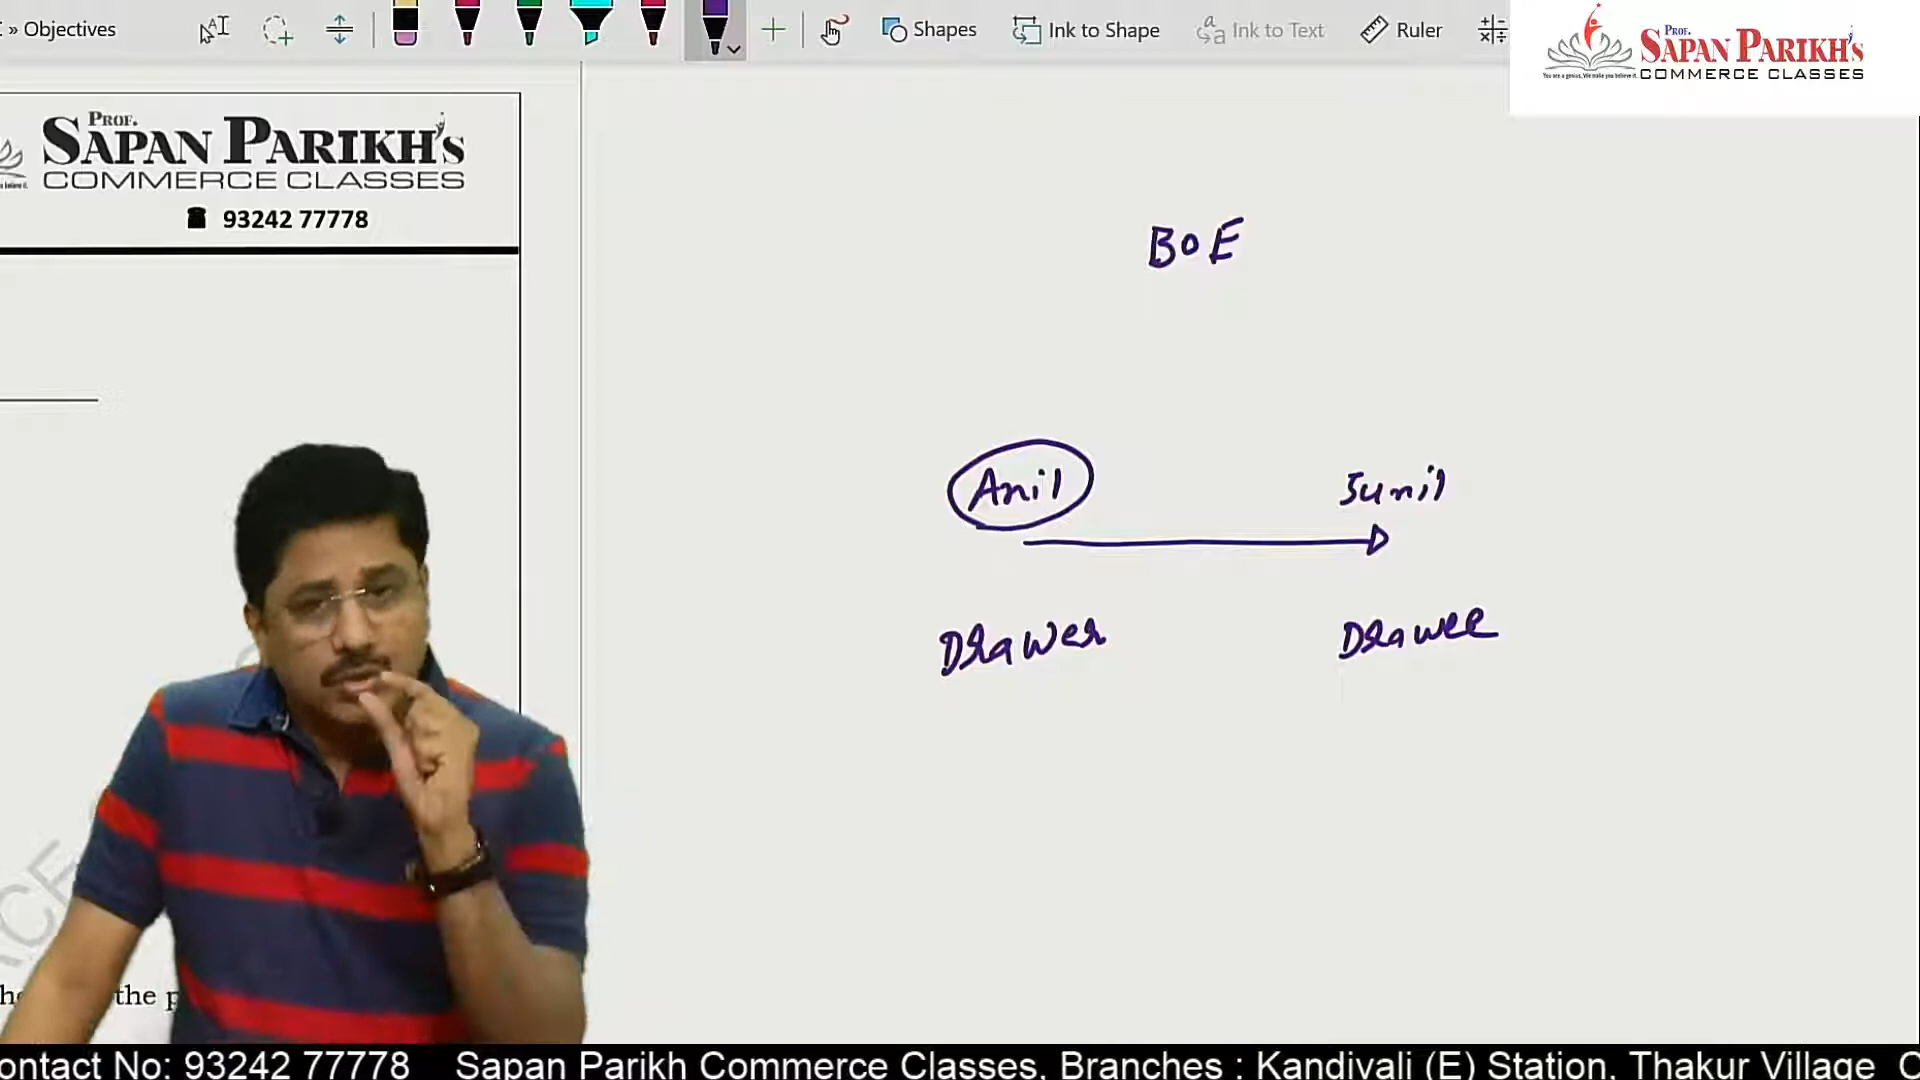 » Objectives
Shapes
Ink to Shape
Ink to Text
Ruler
PROF.
SAPAN PARIKH's
COMMERCE CLASSES
PROF.
SAPAN PARIKH's
COMMERCE CLASSES
93242 77778
BOE
Anil
Sunil
Drawer
Drawee
the p
ontact No: 93242 77778 Sapan Parikh Commerce Classes, Branches : Kandivali (E) Station, Thakur Village